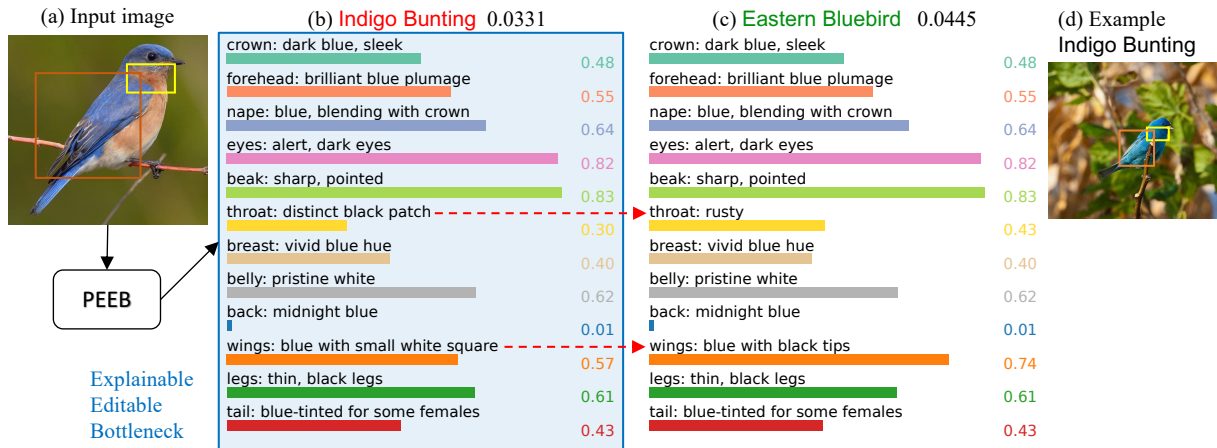 (a) Input image
PEEB
Explainable
Editable
Bottleneck
(b) Indigo Bunting 0.0331
crown: dark blue, sleek
0.48
forehead: brilliant blue plumage
0.55
nape: blue, blending with crown
0.64
eyes: alert, dark eyes
0.82
beak: sharp, pointed
0.83
throat: distinct black patch
0.30
breast: vivid blue hue
0.40
belly: pristine white
0.62
back: midnight blue
0.01
wings: blue with small white square
0.57
legs: thin, black legs
0.61
tail: blue-tinted for some females
0.43
(c) Eastern Bluebird 0.0445
crown: dark blue, sleek
0.48
forehead: brilliant blue plumage
0.55
nape: blue, blending with crown
0.64
eyes: alert, dark eyes
0.82
beak: sharp, pointed
0.83
throat: rusty
0.43
breast: vivid blue hue
0.40
belly: pristine white
0.62
back: midnight blue
0.01
wings: blue with black tips
0.74
legs: thin, black legs
0.61
tail: blue-tinted for some females
0.43
(d) Example
Indigo Bunting